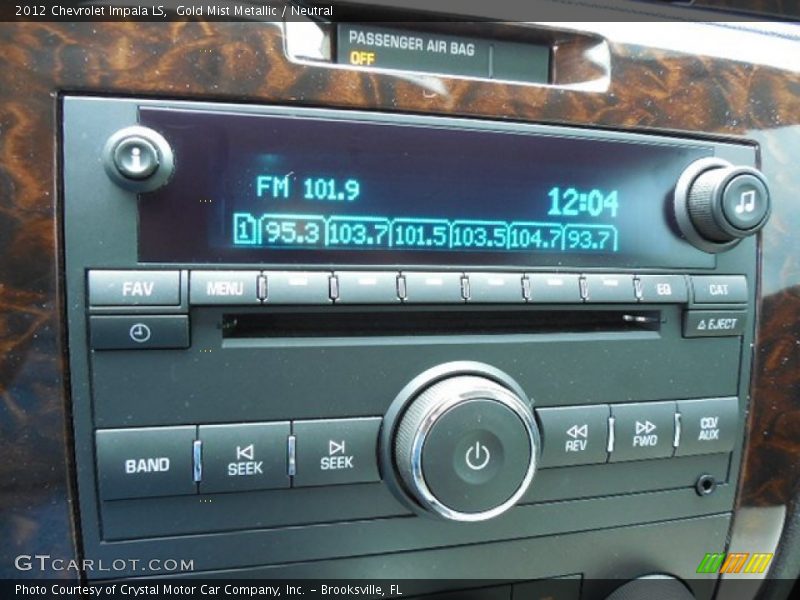 2012 Chevrolet Impala LS, Gold Mist Metallic / Neutral
PASSENGER AIR BAG
OFF
FM 101.9
12:04
1 95.3 103.7 101.5 103.5 104.7 93.7
FAV MENU EQ CAT
EJECT
BAND SEEK SEEK REV FWD CD/AUX
GTCARLOT.COM
Photo Courtesy of Crystal Motor Car Company, Inc. – Brooksville, FL